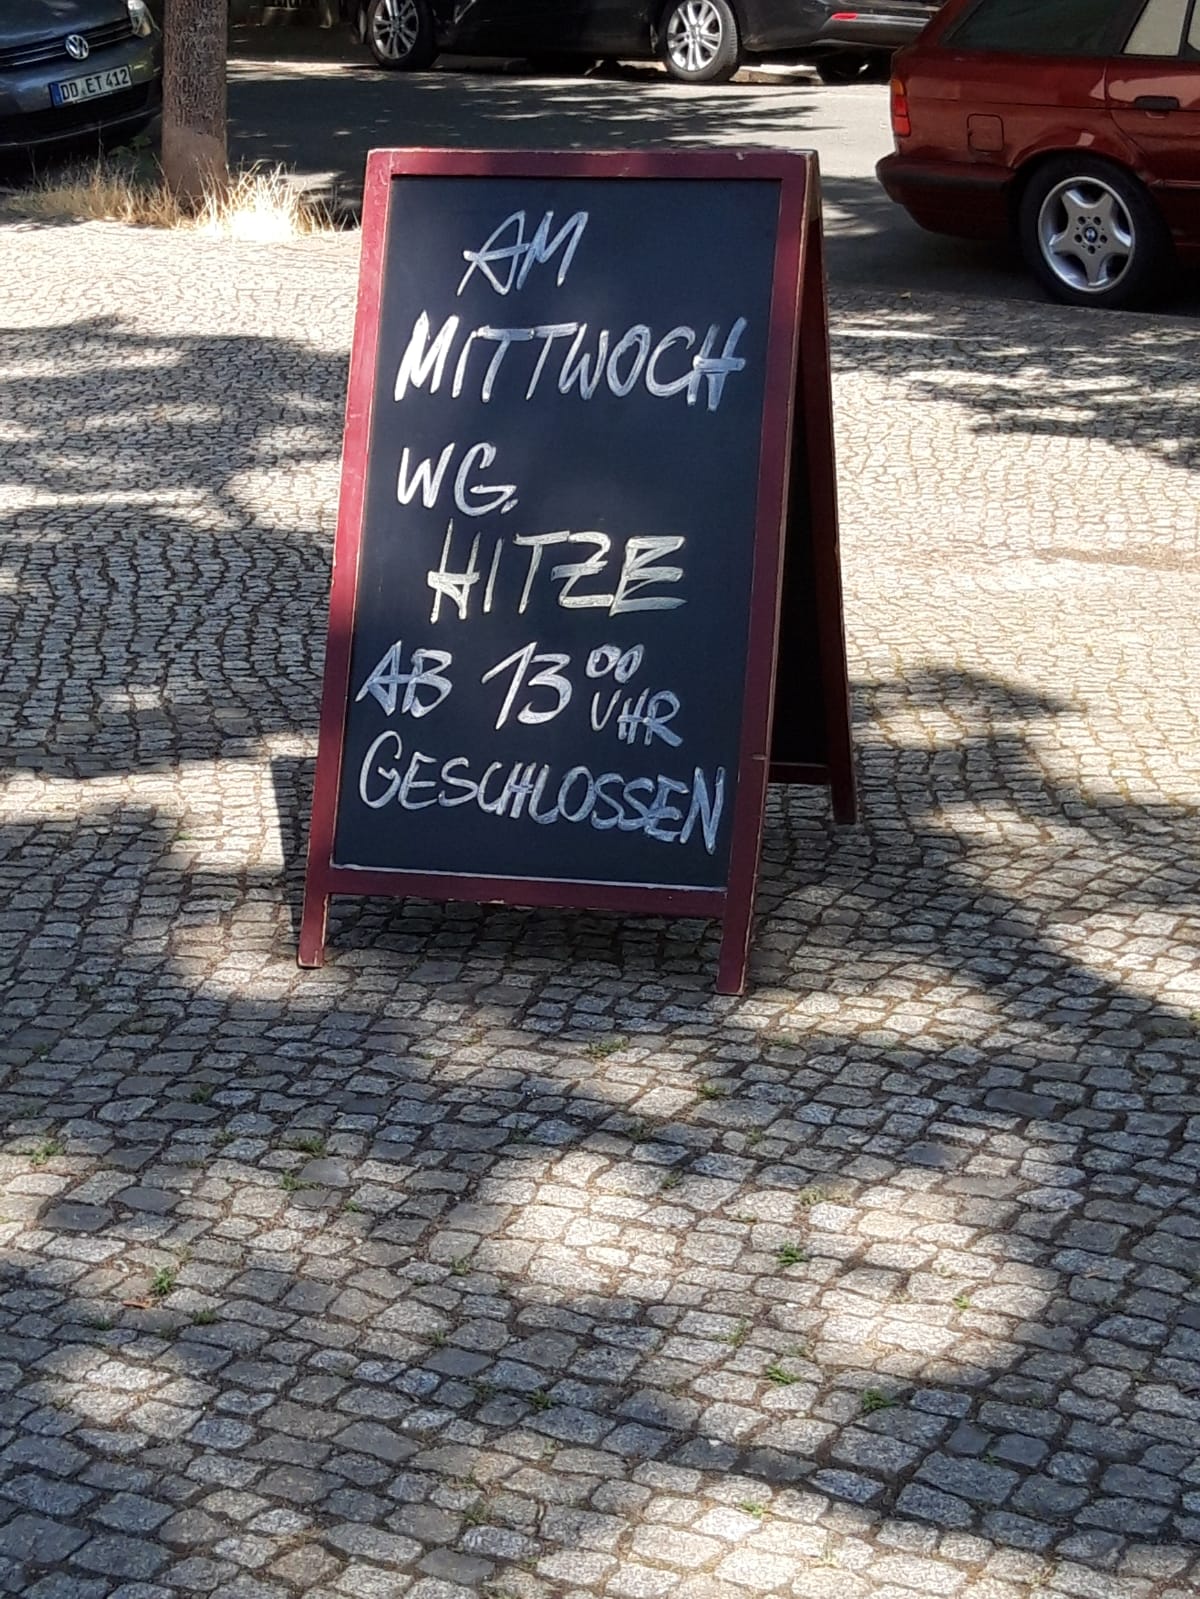 DD ET 412
AM
MITTWOCH
WG.
HITZE
AB 13 00 UHR
GESCHLOSSEN